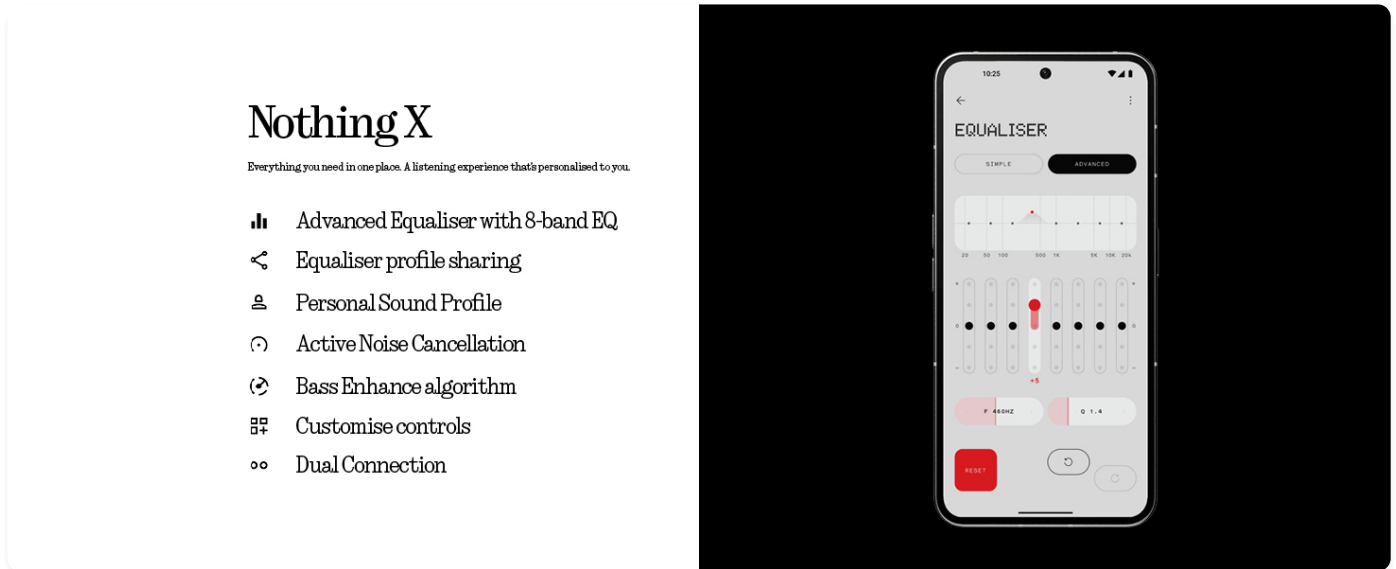 Nothing X
Everything you need in one place. A listening experience that's personalised to you.
Advanced Equaliser with 8-band EQ
Equaliser profile sharing
Personal Sound Profile
Active Noise Cancellation
Bass Enhance algorithm
Customise controls
Dual Connection
10:25
EQUALISER
SIMPLE ADVANCED
20 50 100 500 1K 5K 10K 20K
+ +
0 0
- -
+5
F 460HZ Q 1.4
RESET